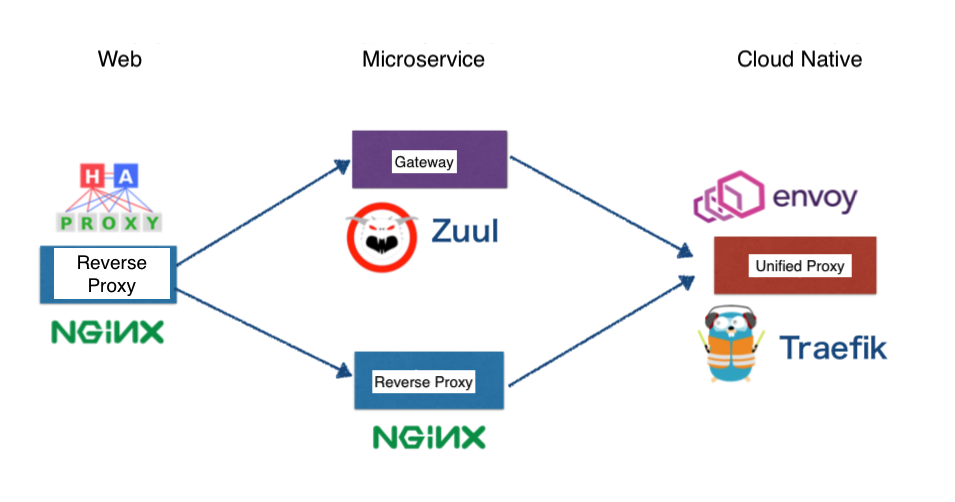 Web
Microservice
Cloud Native
H A
PROXY
Reverse
Proxy
NGINX
Gateway
Zuul
Reverse Proxy
NGINX
envoy
Unified Proxy
Traefik